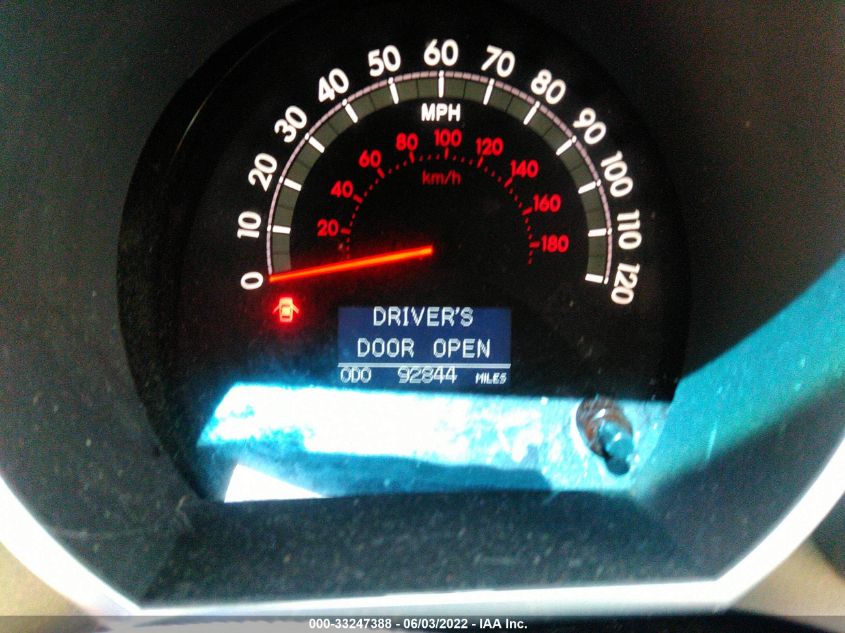 0 10 20 30 40 50 60 70 80 90 100 110 120
MPH
20 40 60 80 100 120 140 160 180
km/h
DRIVER'S
DOOR OPEN
ODO 92844 MILES
000-33247388 - 06/03/2022 - IAA Inc.